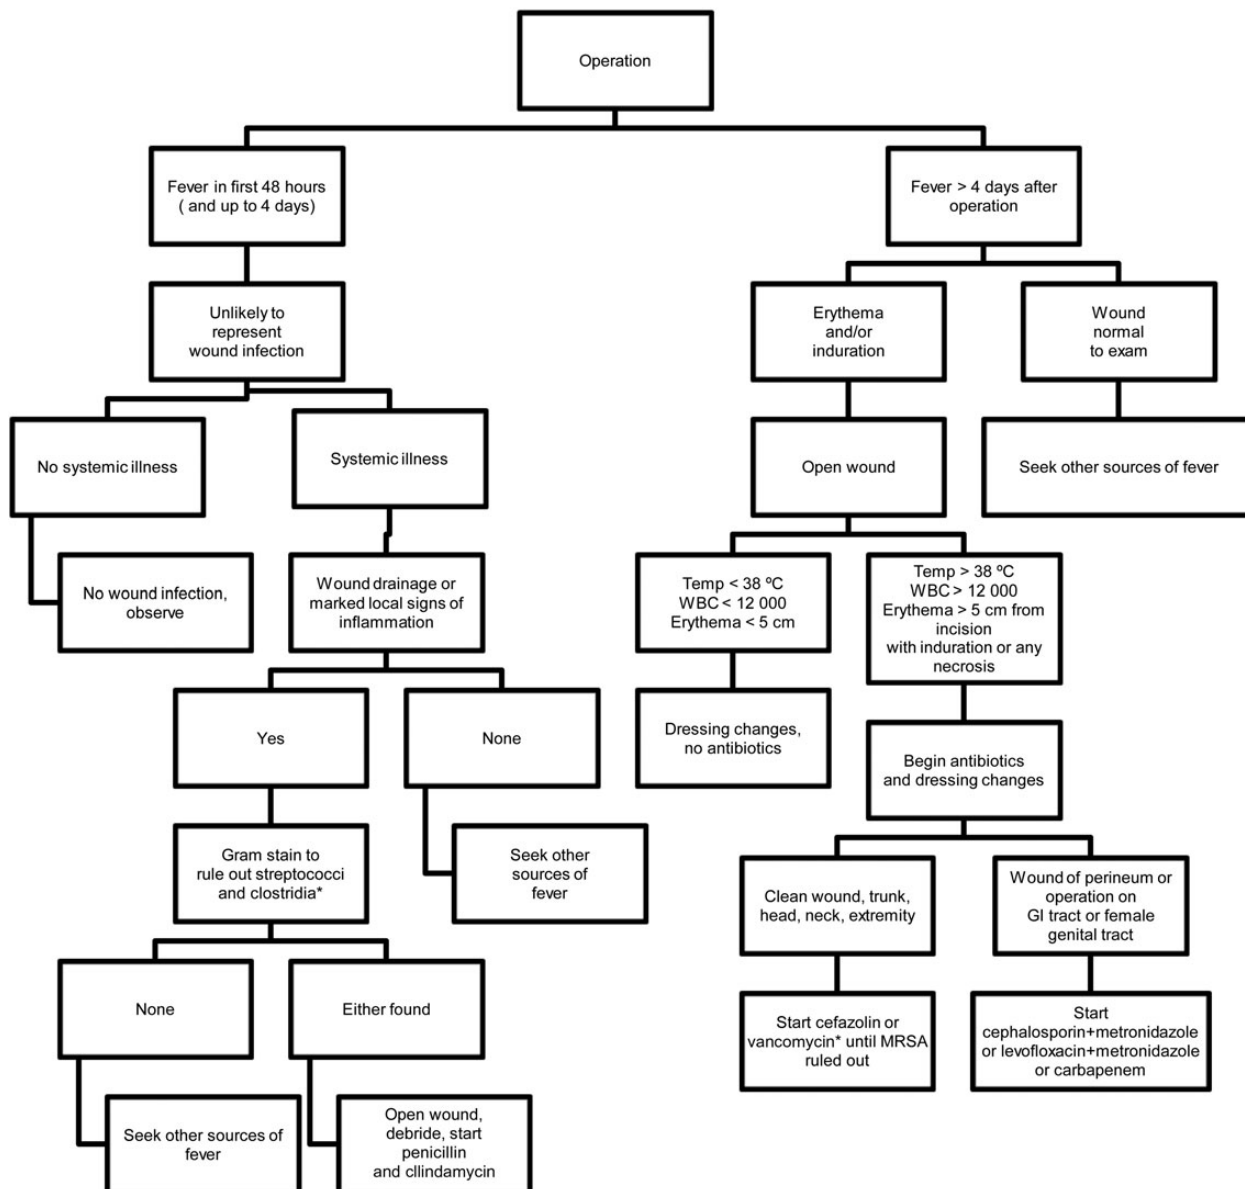 Operation
Fever in first 48 hours
( and up to 4 days)
Fever > 4 days after
operation
Unlikely to
represent
wound infection
Erythema
and/or
induration
Wound
normal
to exam
No systemic illness
Systemic illness
Open wound
Seek other sources of fever
No wound infection,
observe
Wound drainage or
marked local signs of
inflammation
Temp < 38 ºC
WBC < 12 000
Erythema < 5 cm
Temp > 38 ºC
WBC > 12 000
Erythema > 5 cm from
incision
with induration or any
necrosis
Yes
None
Dressing changes,
no antibiotics
Begin antibiotics
and dressing changes
Gram stain to
rule out streptococci
and clostridia*
Seek other
sources of
fever
Clean wound, trunk,
head, neck, extremity
Wound of perineum or
operation on
GI tract or female
genital tract
None
Either found
Start cefazolin or
vancomycin* until MRSA
ruled out
Start
cephalosporin+metronidazole
or levofloxacin+metronidazole
or carbapenem
Seek other sources of
fever
Open wound,
debride, start
penicillin
and cllindamycin